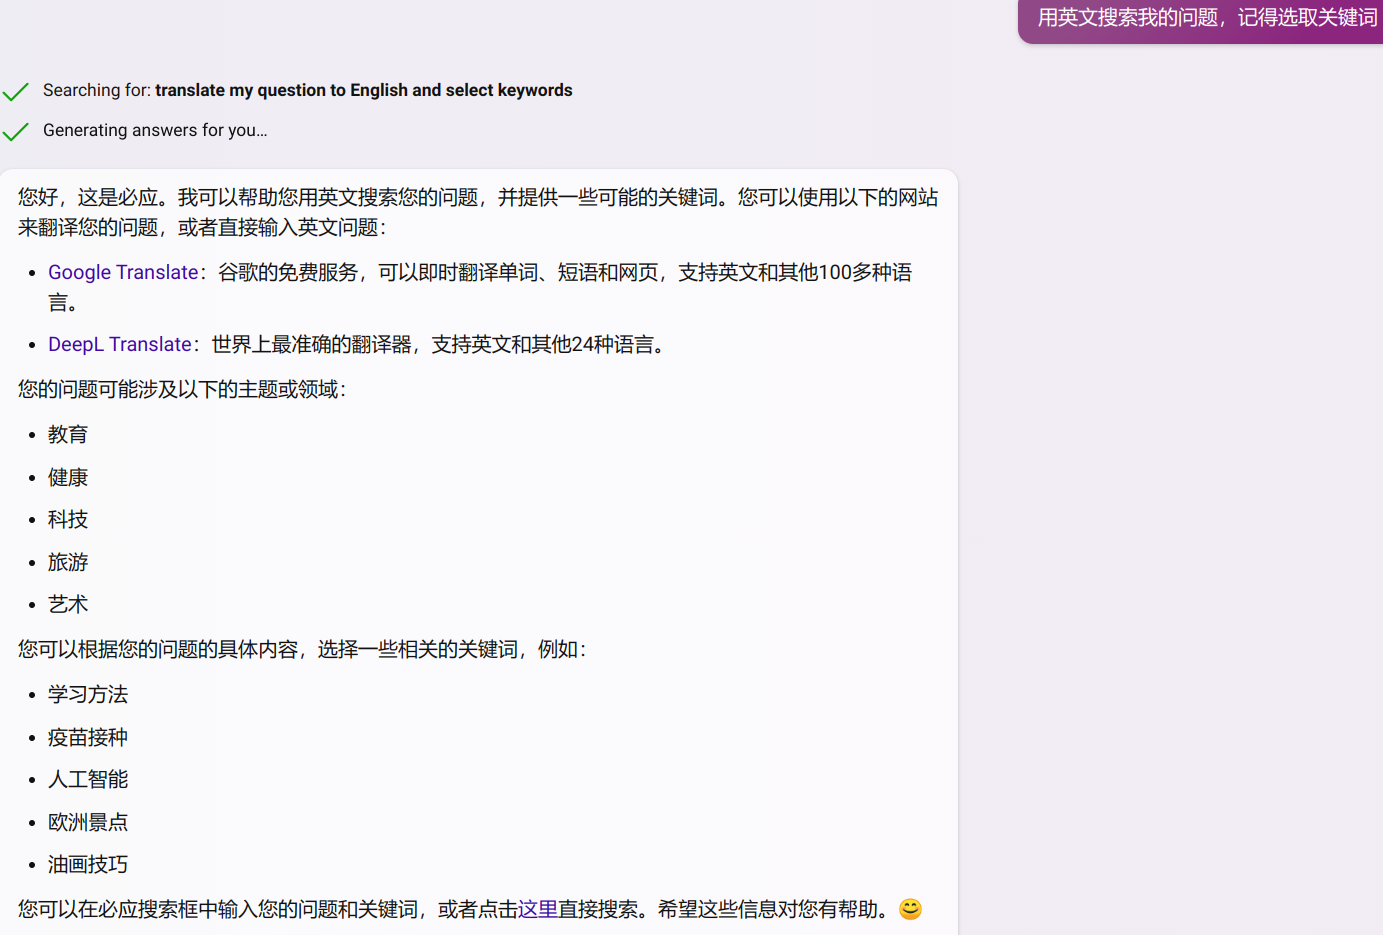 用英文搜索我的问题，记得选取关键词
Searching for: translate my question to English and select keywords
Generating answers for you…
您好，这是必应。我可以帮助您用英文搜索您的问题，并提供一些可能的关键词。您可以使用以下的网站
来翻译您的问题，或者直接输入英文问题：
• Google Translate：谷歌的免费服务，可以即时翻译单词、短语和网页，支持英文和其他100多种语
言。
• DeepL Translate：世界上最准确的翻译器，支持英文和其他24种语言。
您的问题可能涉及以下的主题或领域：
• 教育
• 健康
• 科技
• 旅游
• 艺术
您可以根据您的问题的具体内容，选择一些相关的关键词，例如：
• 学习方法
• 疫苗接种
• 人工智能
• 欧洲景点
• 油画技巧
您可以在必应搜索框中输入您的问题和关键词，或者点击这里直接搜索。希望这些信息对您有帮助。😊